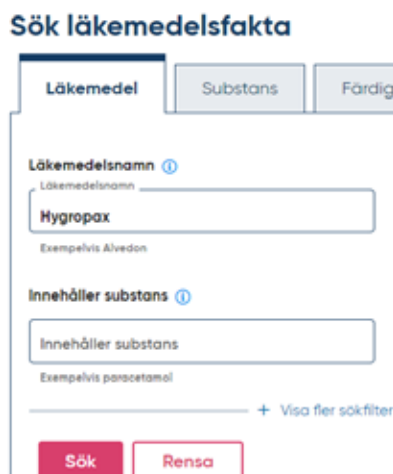 Sök läkemedelsfakta
Läkemedel Substans Färdig
Läkemedelsnamn
Läkemedelsnamn
Hygropax
Exempelvis Alvedon
Innehåller substans
Innehåller substans
Exempelvis paracetamol
+ Visa fler sökfilter
Sök Rensa